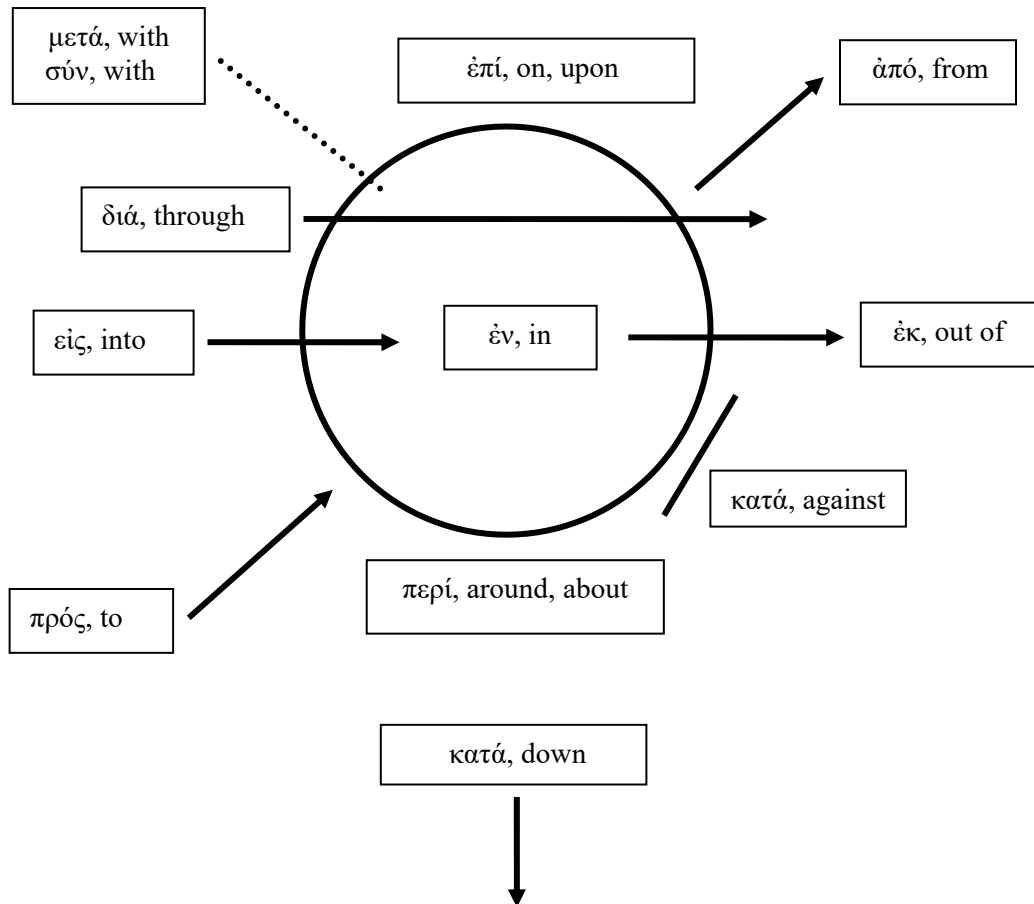 μετά, with
σύν, with
ἐπί, on, upon
ἀπό, from
διά, through
εἰς, into
ἐν, in
ἐκ, out of
κατά, against
περί, around, about
πρός, to
κατά, down